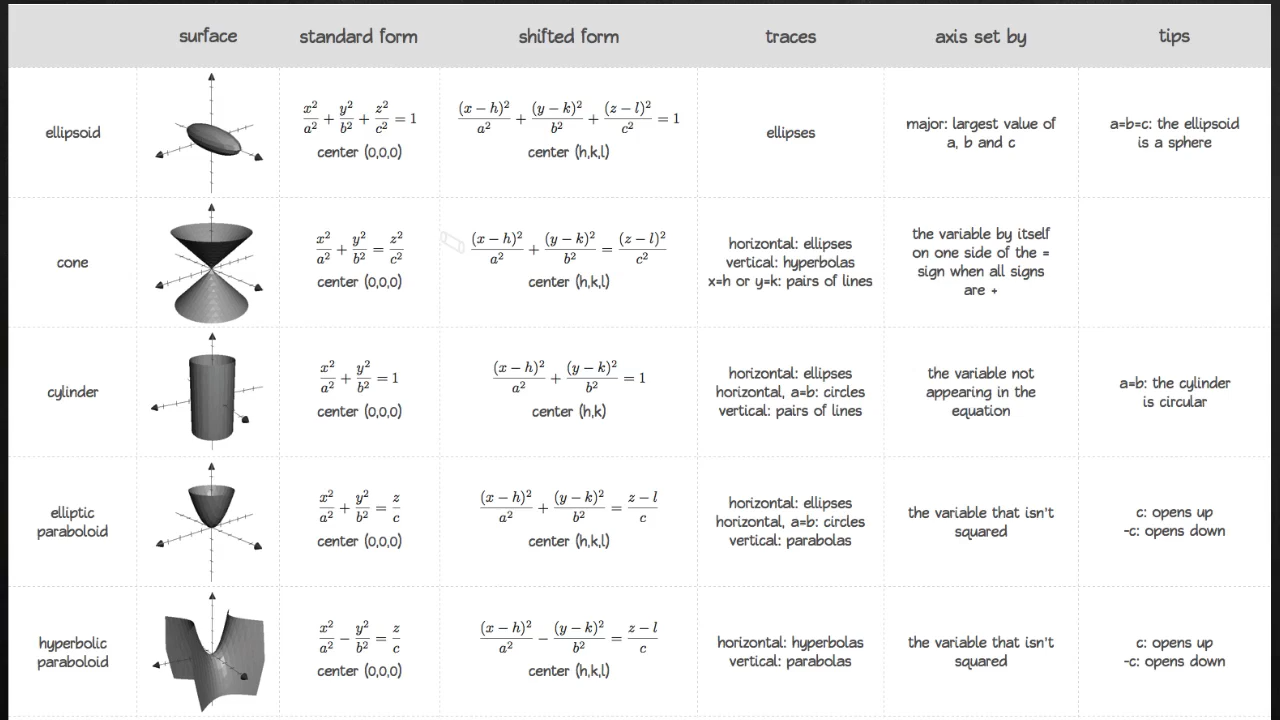 surface standard form shifted form traces axis set by tips
ellipsoid
x²/a² + y²/b² + z²/c² = 1
center (0,0,0)
(x − h)²/a² + (y − k)²/b² + (z − l)²/c² = 1
center (h,k,l)
ellipses
major: largest value of
a, b and c
a=b=c: the ellipsoid
is a sphere
cone
x²/a² + y²/b² = z²/c²
center (0,0,0)
(x − h)²/a² + (y − k)²/b² = (z − l)²/c²
center (h,k,l)
horizontal: ellipses
vertical: hyperbolas
x=h or y=k: pairs of lines
the variable by itself
on one side of the =
sign when all signs
are +
cylinder
x²/a² + y²/b² = 1
center (0,0,0)
(x − h)²/a² + (y − k)²/b² = 1
center (h,k)
horizontal: ellipses
horizontal, a=b: circles
vertical: pairs of lines
the variable not
appearing in the
equation
a=b: the cylinder
is circular
elliptic
paraboloid
x²/a² + y²/b² = z/c
center (0,0,0)
(x − h)²/a² + (y − k)²/b² = z − l/c
center (h,k,l)
horizontal: ellipses
horizontal, a=b: circles
vertical: parabolas
the variable that isn't
squared
c: opens up
-c: opens down
hyperbolic
paraboloid
x²/a² − y²/b² = z/c
center (0,0,0)
(x − h)²/a² − (y − k)²/b² = z − l/c
center (h,k,l)
horizontal: hyperbolas
vertical: parabolas
the variable that isn't
squared
c: opens up
-c: opens down